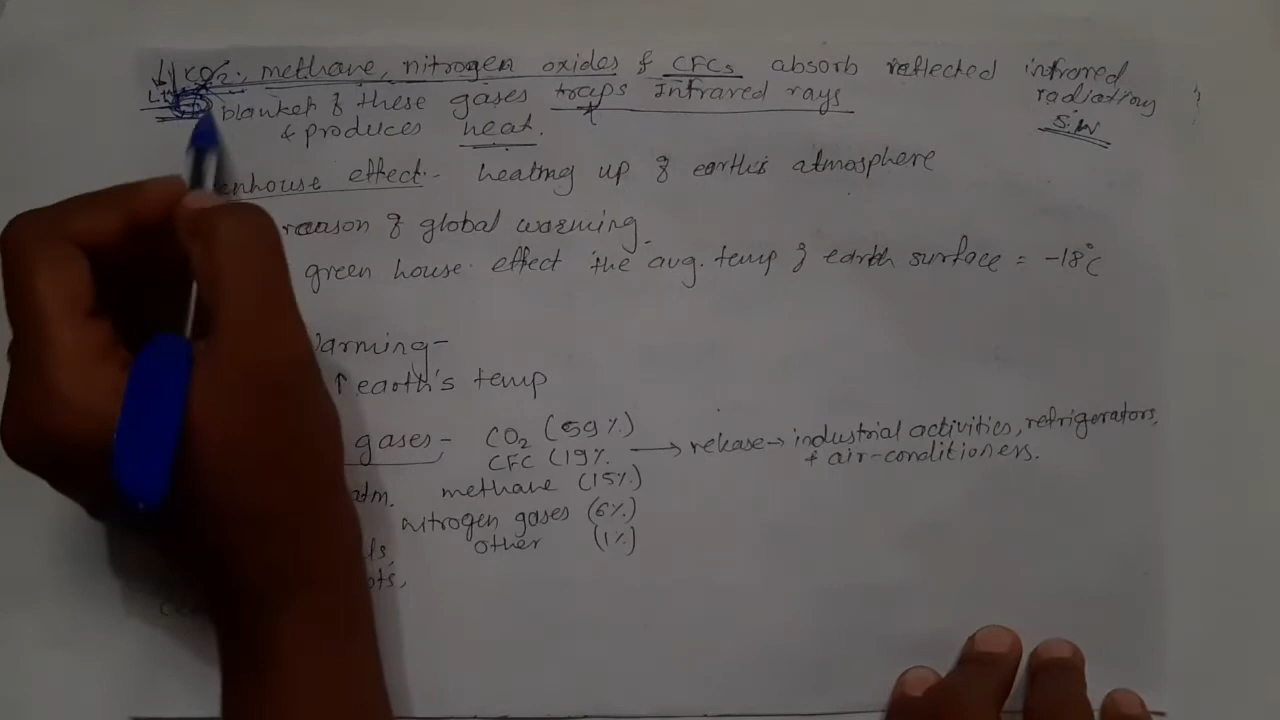 CO2, methane, nitrogen oxides & CFCs absorb reflected infrared radiation
blanket of these gases traps Infrared rays
& produces heat.
enhouse effect:- heating up of earth's atmosphere
reason of global warming.
green house effect the avg. temp of earth surface = -18°C
arming-
↑ earth's temp
gases - CO2 (59%)
CFC (19% → release → industrial activities, refrigerators, + air-conditioners.
atm. methane (15%)
nitrogen gases (6%)
other (1%)